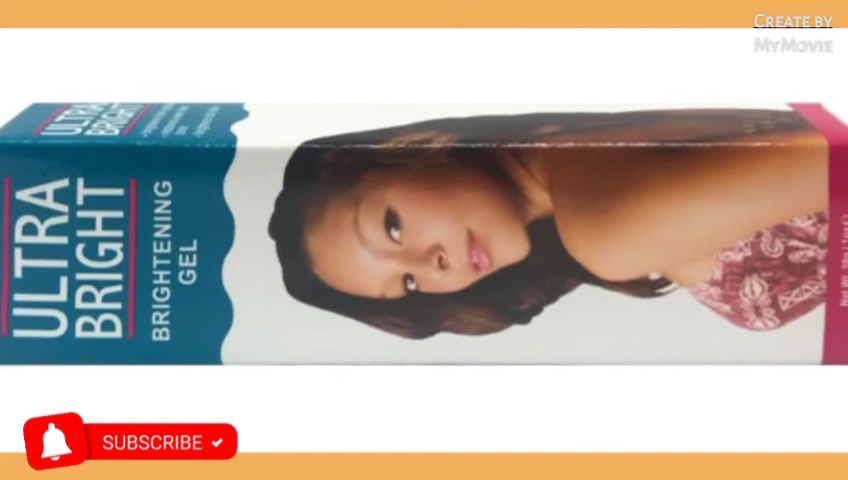 CREATE BY
MYMOVIE
ULTRA
BRIGHT
ULTRA
BRIGHT
BRIGHTENING
GEL
SUBSCRIBE